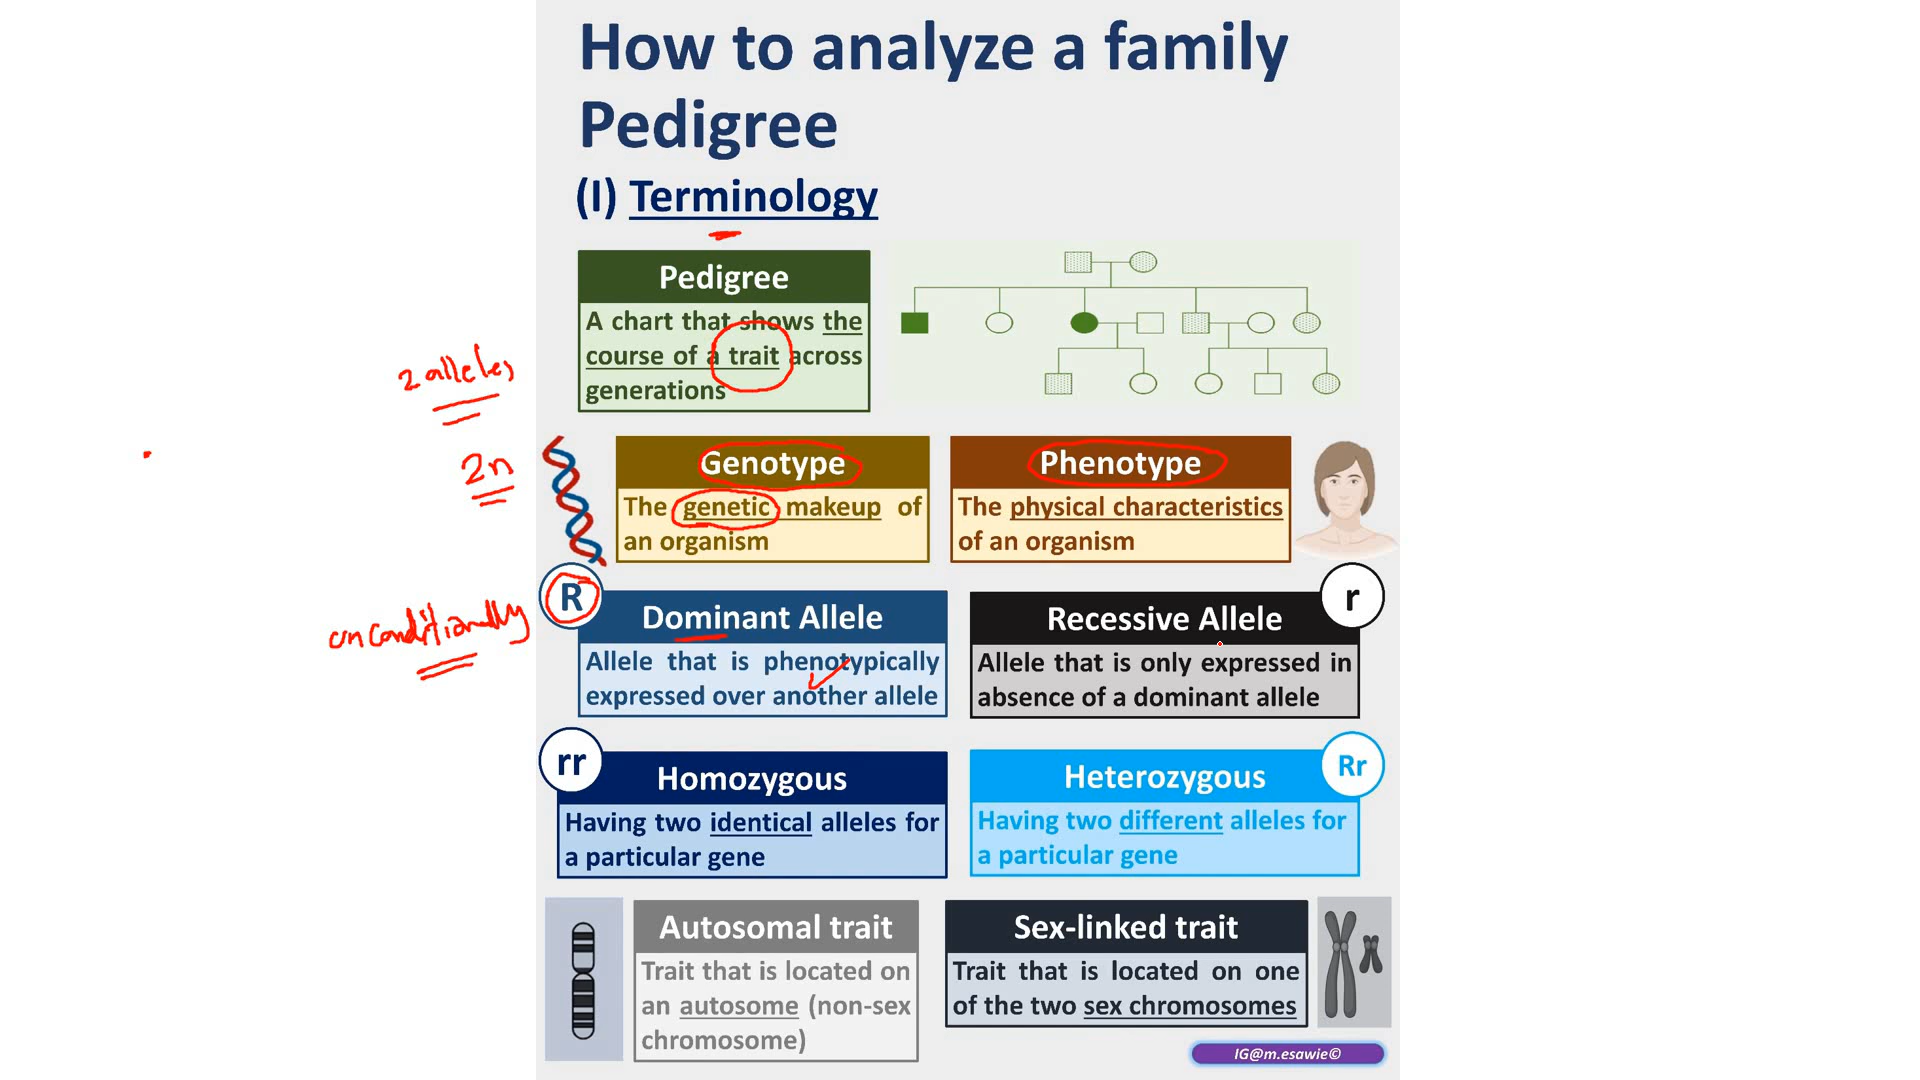 How to analyze a family
Pedigree
(I) Terminology
Pedigree
A chart that shows the
course of a trait across
generations
2 alleles
2n
Genotype
The genetic makeup of
an organism
Phenotype
The physical characteristics
of an organism
unconditionally
R
Dominant Allele
Allele that is phenotypically
expressed over another allele
r
Recessive Allele
Allele that is only expressed in
absence of a dominant allele
rr
Homozygous
Having two identical alleles for
a particular gene
Rr
Heterozygous
Having two different alleles for
a particular gene
Autosomal trait
Trait that is located on
an autosome (non-sex
chromosome)
Sex-linked trait
Trait that is located on one
of the two sex chromosomes
IG@m.esawie©